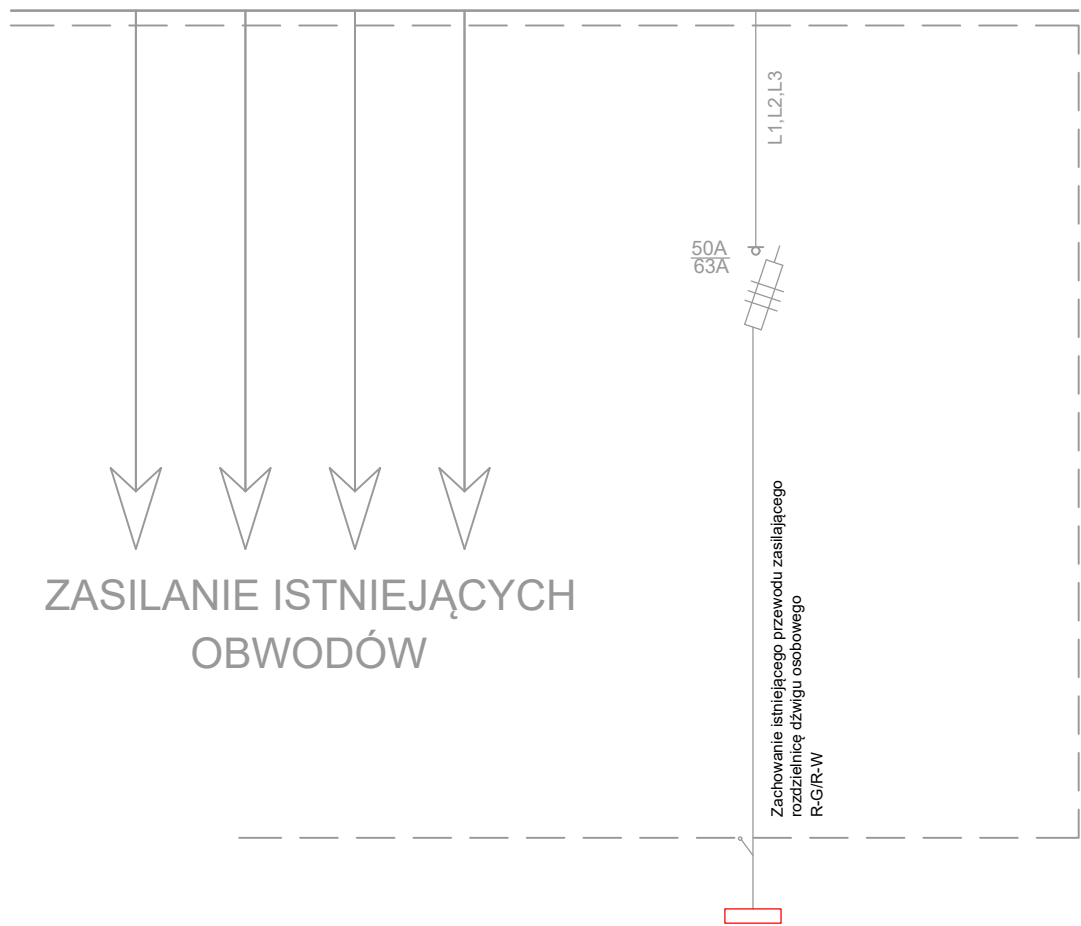 L1,L2,L3
50A
63A
ZASILANIE ISTNIEJĄCYCH
OBWODÓW
Zachowanie istniejącego przewodu zasilającego
rozdzielnicę dźwigu osobowego
R-G/R-W